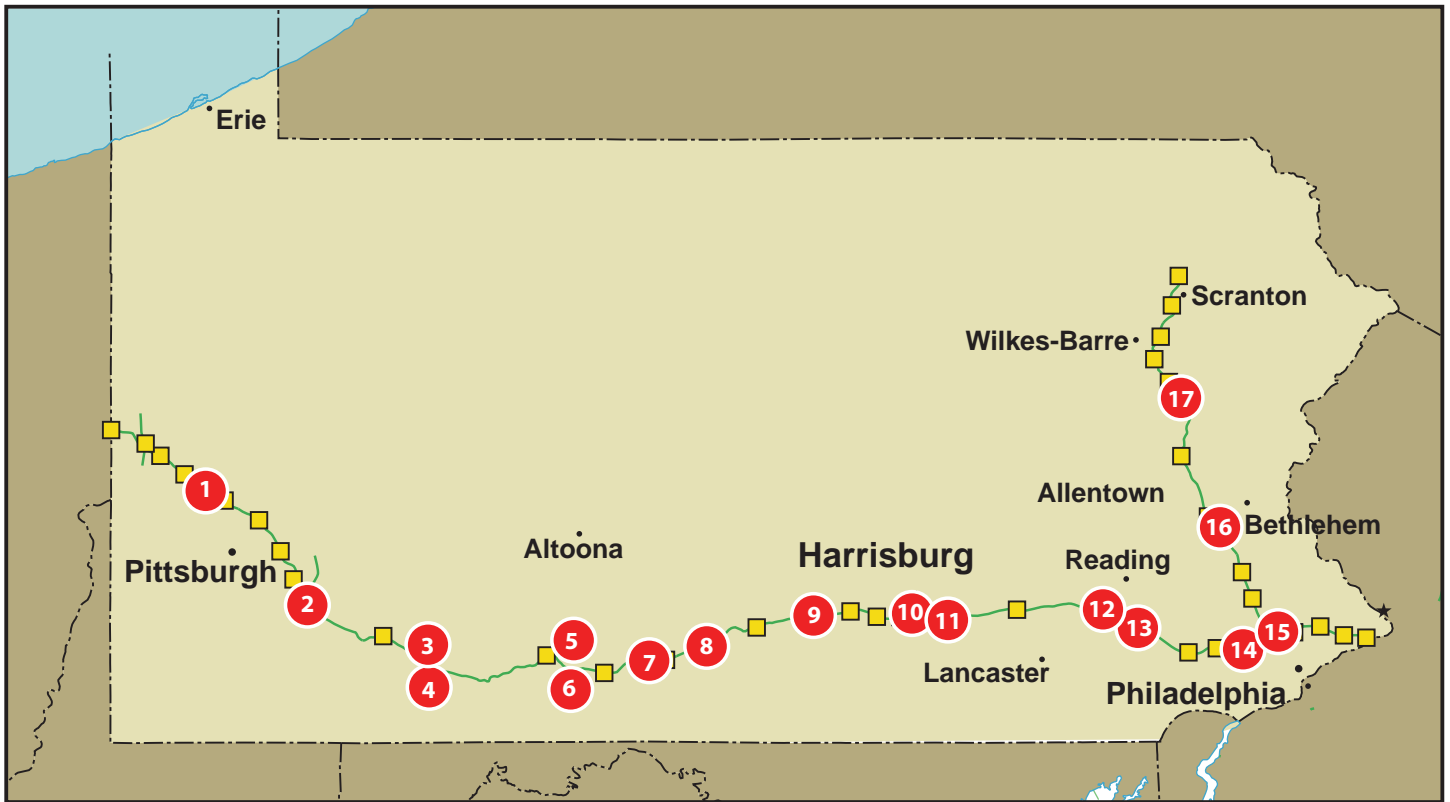 Erie
Scranton
Wilkes-Barre
17
1
Allentown
16
Bethlehem
Altoona
Harrisburg
Pittsburgh
Reading
2
9
10
11
12
13
3
4
5
6
7
8
14
15
Lancaster
Philadelphia